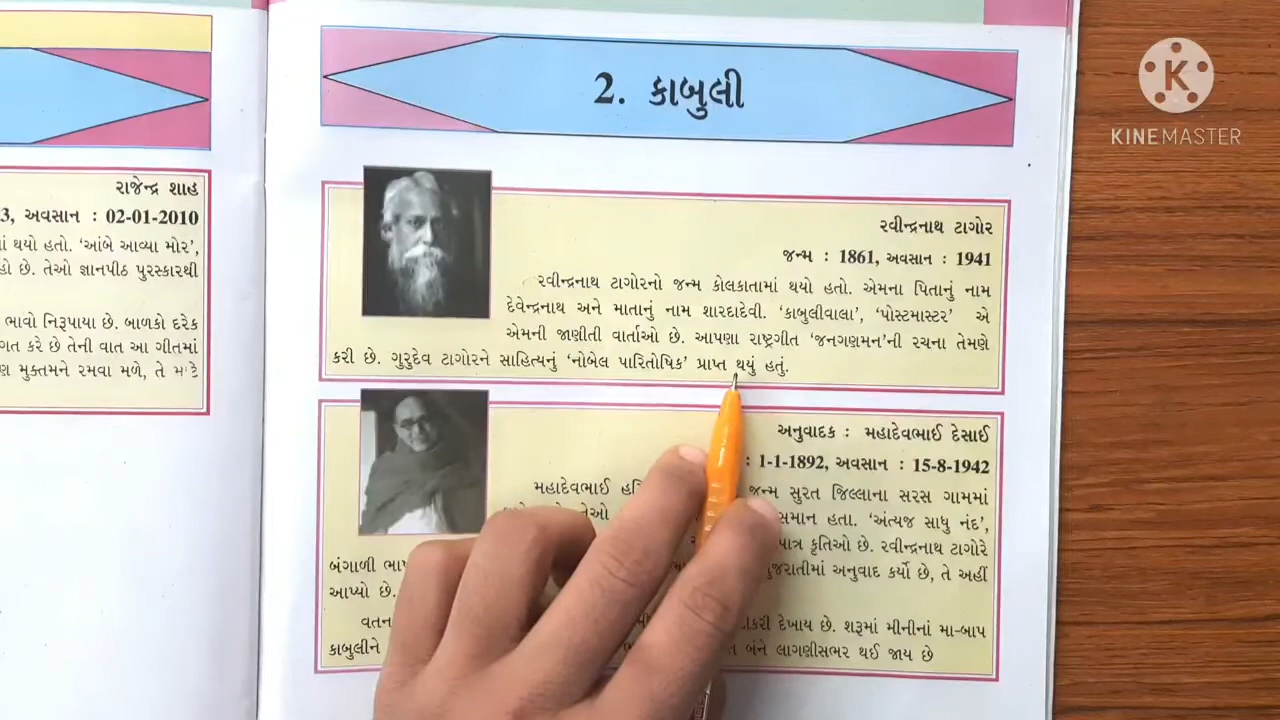 રાજેન્દ્ર શાહ
3, અવસાન : 02-01-2010
થયો હતો. ‘આંબે આવ્યા મોર’,
છે. તેઓ જ્ઞાનપીઠ પુરસ્કારથી
ભાવો નિરૂપાયા છે. બાળકો દરેક
કરે છે તેની વાત આ ગીતમાં
મુક્તમને રમવા મળે, તે માટે
2. કાબુલી
રવીન્દ્રનાથ ટાગોર
જન્મ : 1861, અવસાન : 1941
રવીન્દ્રનાથ ટાગોરનો જન્મ કોલકાતામાં થયો હતો. એમના પિતાનું નામ
દેવેન્દ્રનાથ અને માતાનું નામ શારદાદેવી. ‘કાબુલીવાલા’, ‘પોસ્ટમાસ્ટર’ એ
એમની જાણીતી વાર્તાઓ છે. આપણા રાષ્ટ્રગીત ‘જનગણમન’ની રચના તેમણે
કરી છે. ગુરુદેવ ટાગોરને સાહિત્યનું ‘નોબેલ પારિતોષિક’ પ્રાપ્ત થયું હતું.
અનુવાદક : મહાદેવભાઈ દેસાઈ
: 1-1-1892, અવસાન : 15-8-1942
મહાદેવભાઈ જન્મ સુરત જિલ્લાના સરસ ગામમાં
તેઓ સમાન હતા. ‘અંત્યજ સાધુ નંદ’,
કૃતિઓ છે. રવીન્દ્રનાથ ટાગોરે
બંગાળી અનુવાદ કર્યો છે, તે અહીં
આપ્યો છે.
વતન દેખાય છે. શરૂમાં મીનીનાં મા-બાપ
કાબુલીને બંને લાગણીસભર થઈ જાય છે
KINEMASTER